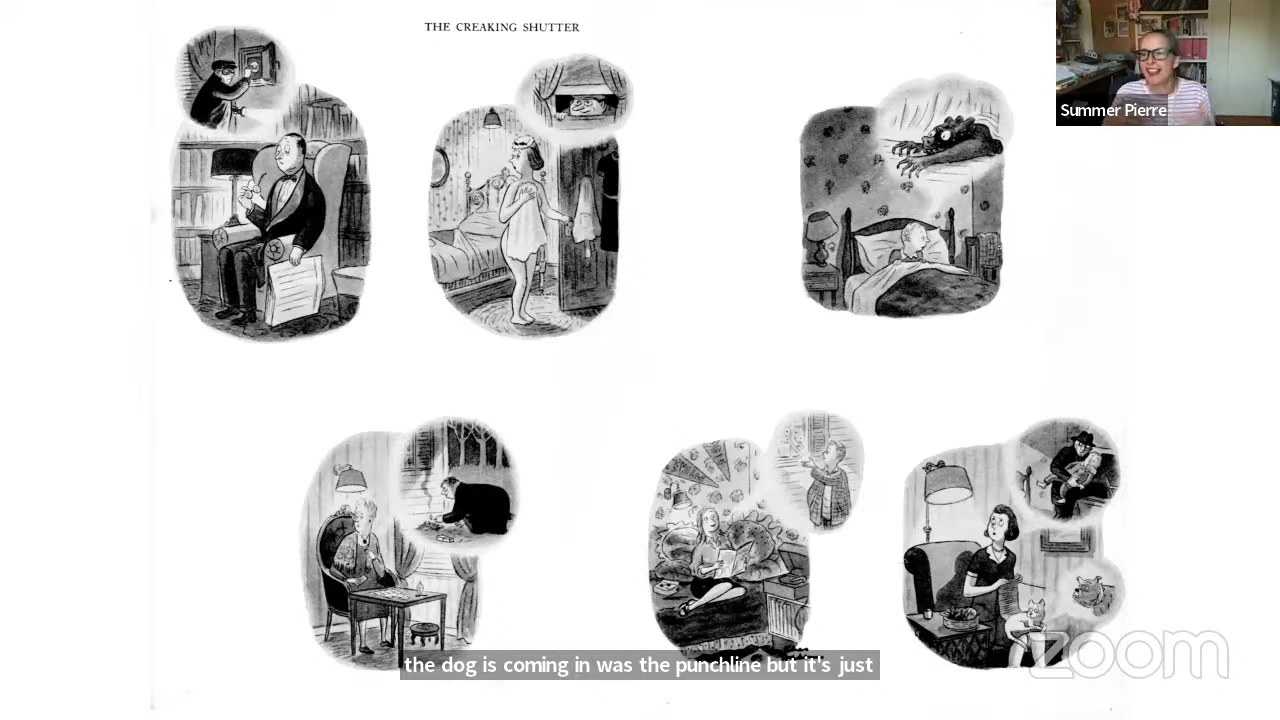 THE CREAKING SHUTTER
Summer Pierre
the dog is coming in was the punchline but it's just
zoom